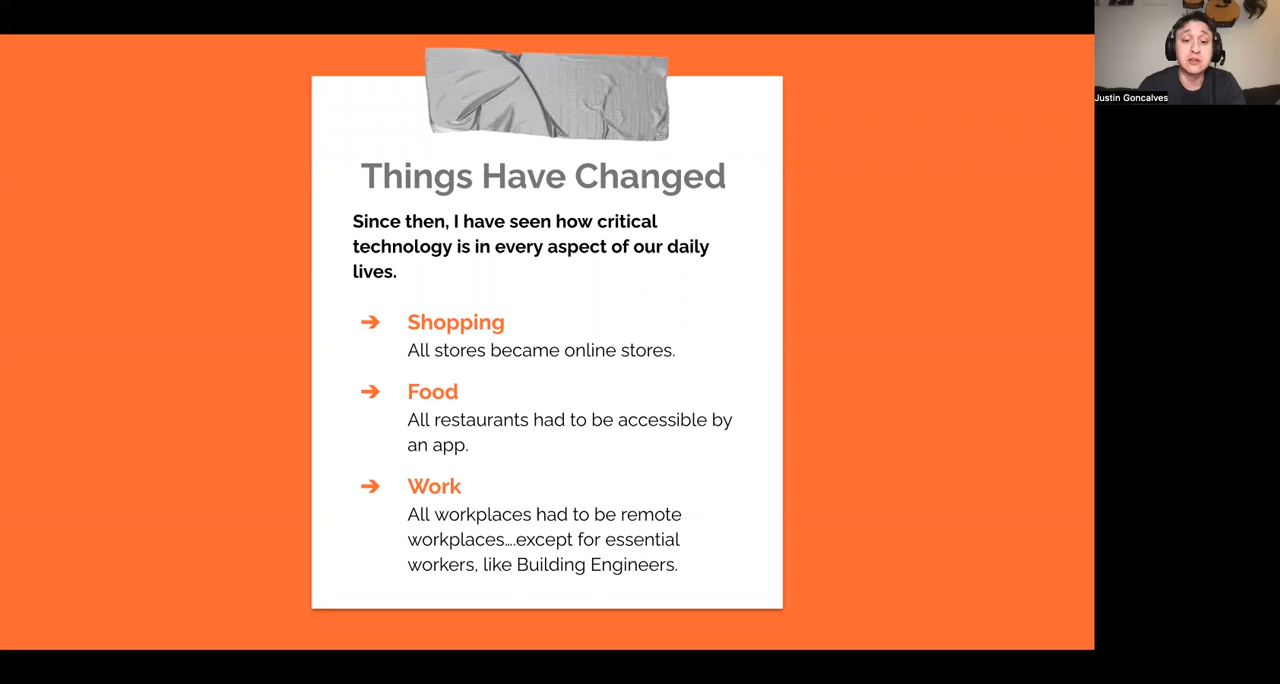 Things Have Changed
Since then, I have seen how critical
technology is in every aspect of our daily
lives.
➔ Shopping
All stores became online stores.
➔ Food
All restaurants had to be accessible by
an app.
➔ Work
All workplaces had to be remote
workplaces....except for essential
workers, like Building Engineers.
Justin Goncalves